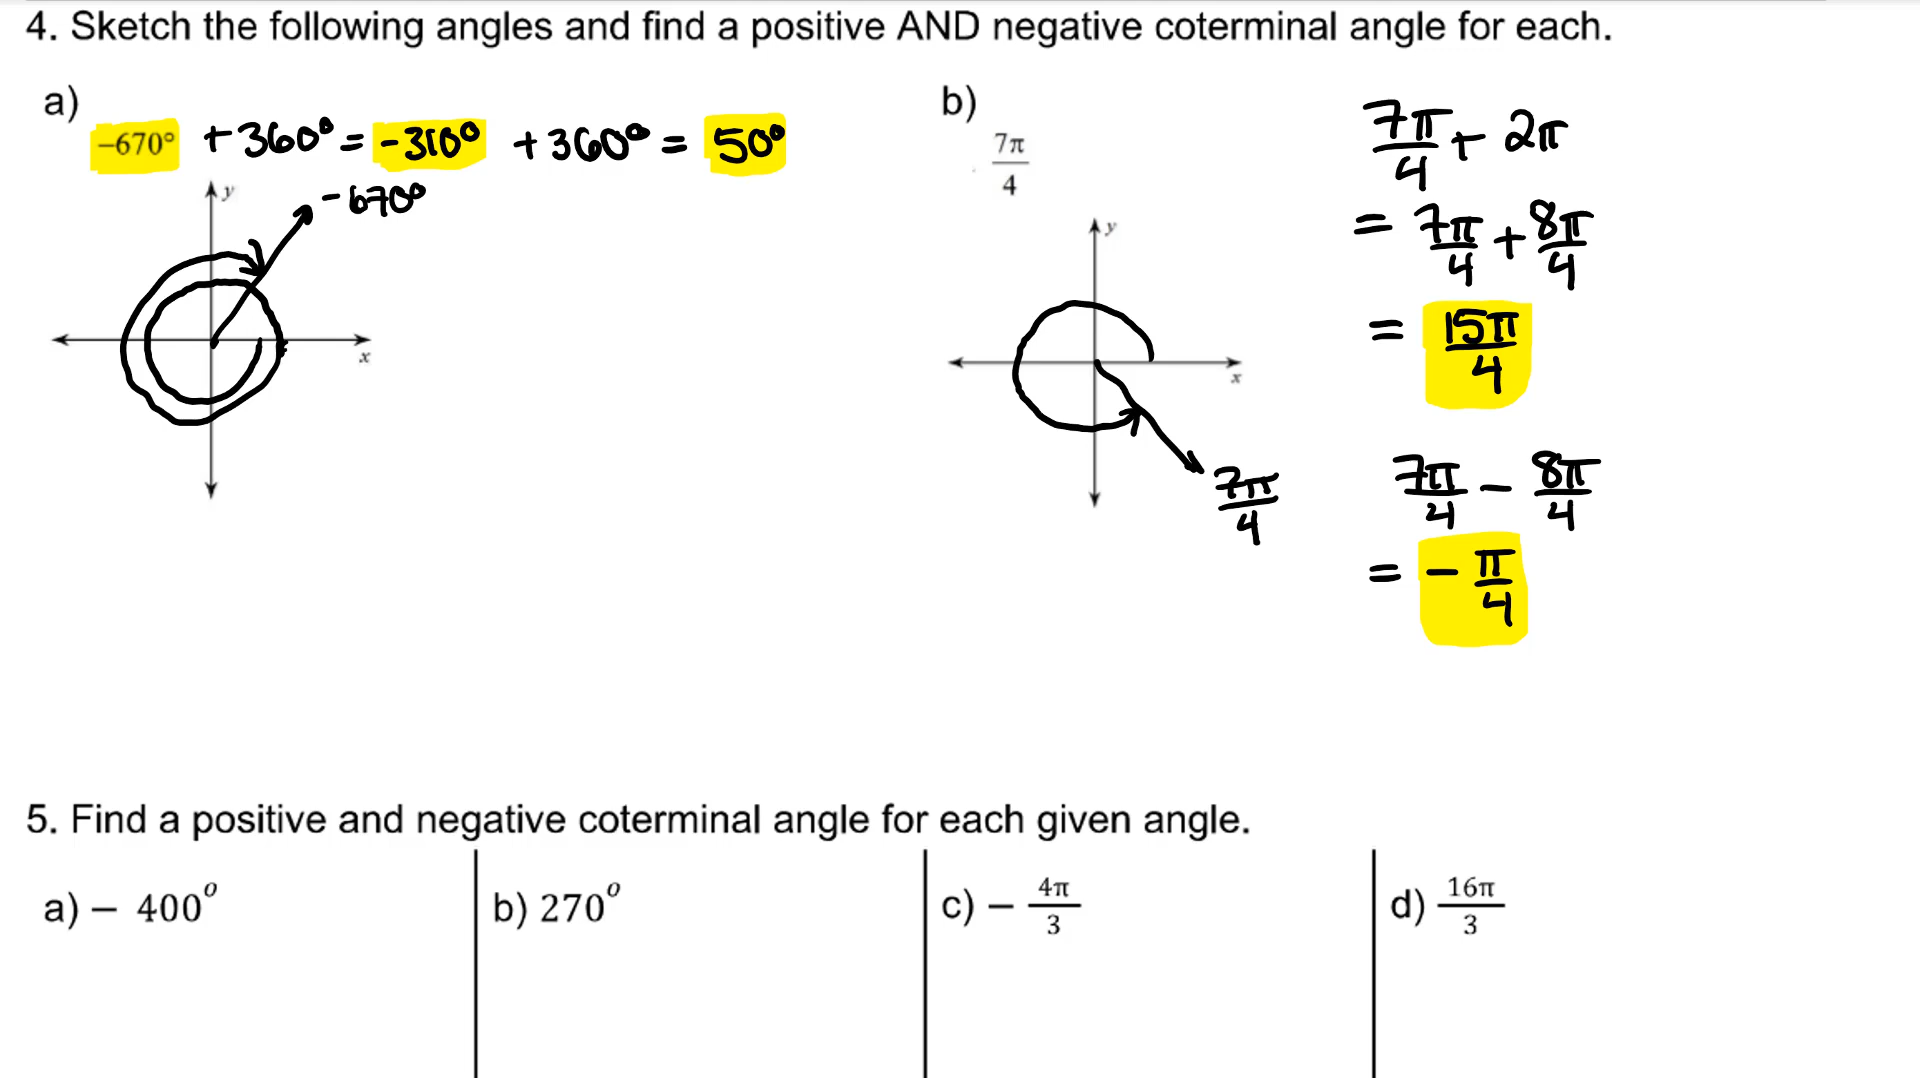 4. Sketch the following angles and find a positive AND negative coterminal angle for each.
a)
−670° +360° = -310° +360° = 50°
y
-670°
x
b)
7π/4
y
x
7π/4
7π/4 + 2π
= 7π/4 + 8π/4
= 15π/4
7π/4 - 8π/4
= - π/4
5. Find a positive and negative coterminal angle for each given angle.
a) − 400°
b) 270°
c) − 4π/3
d) 16π/3